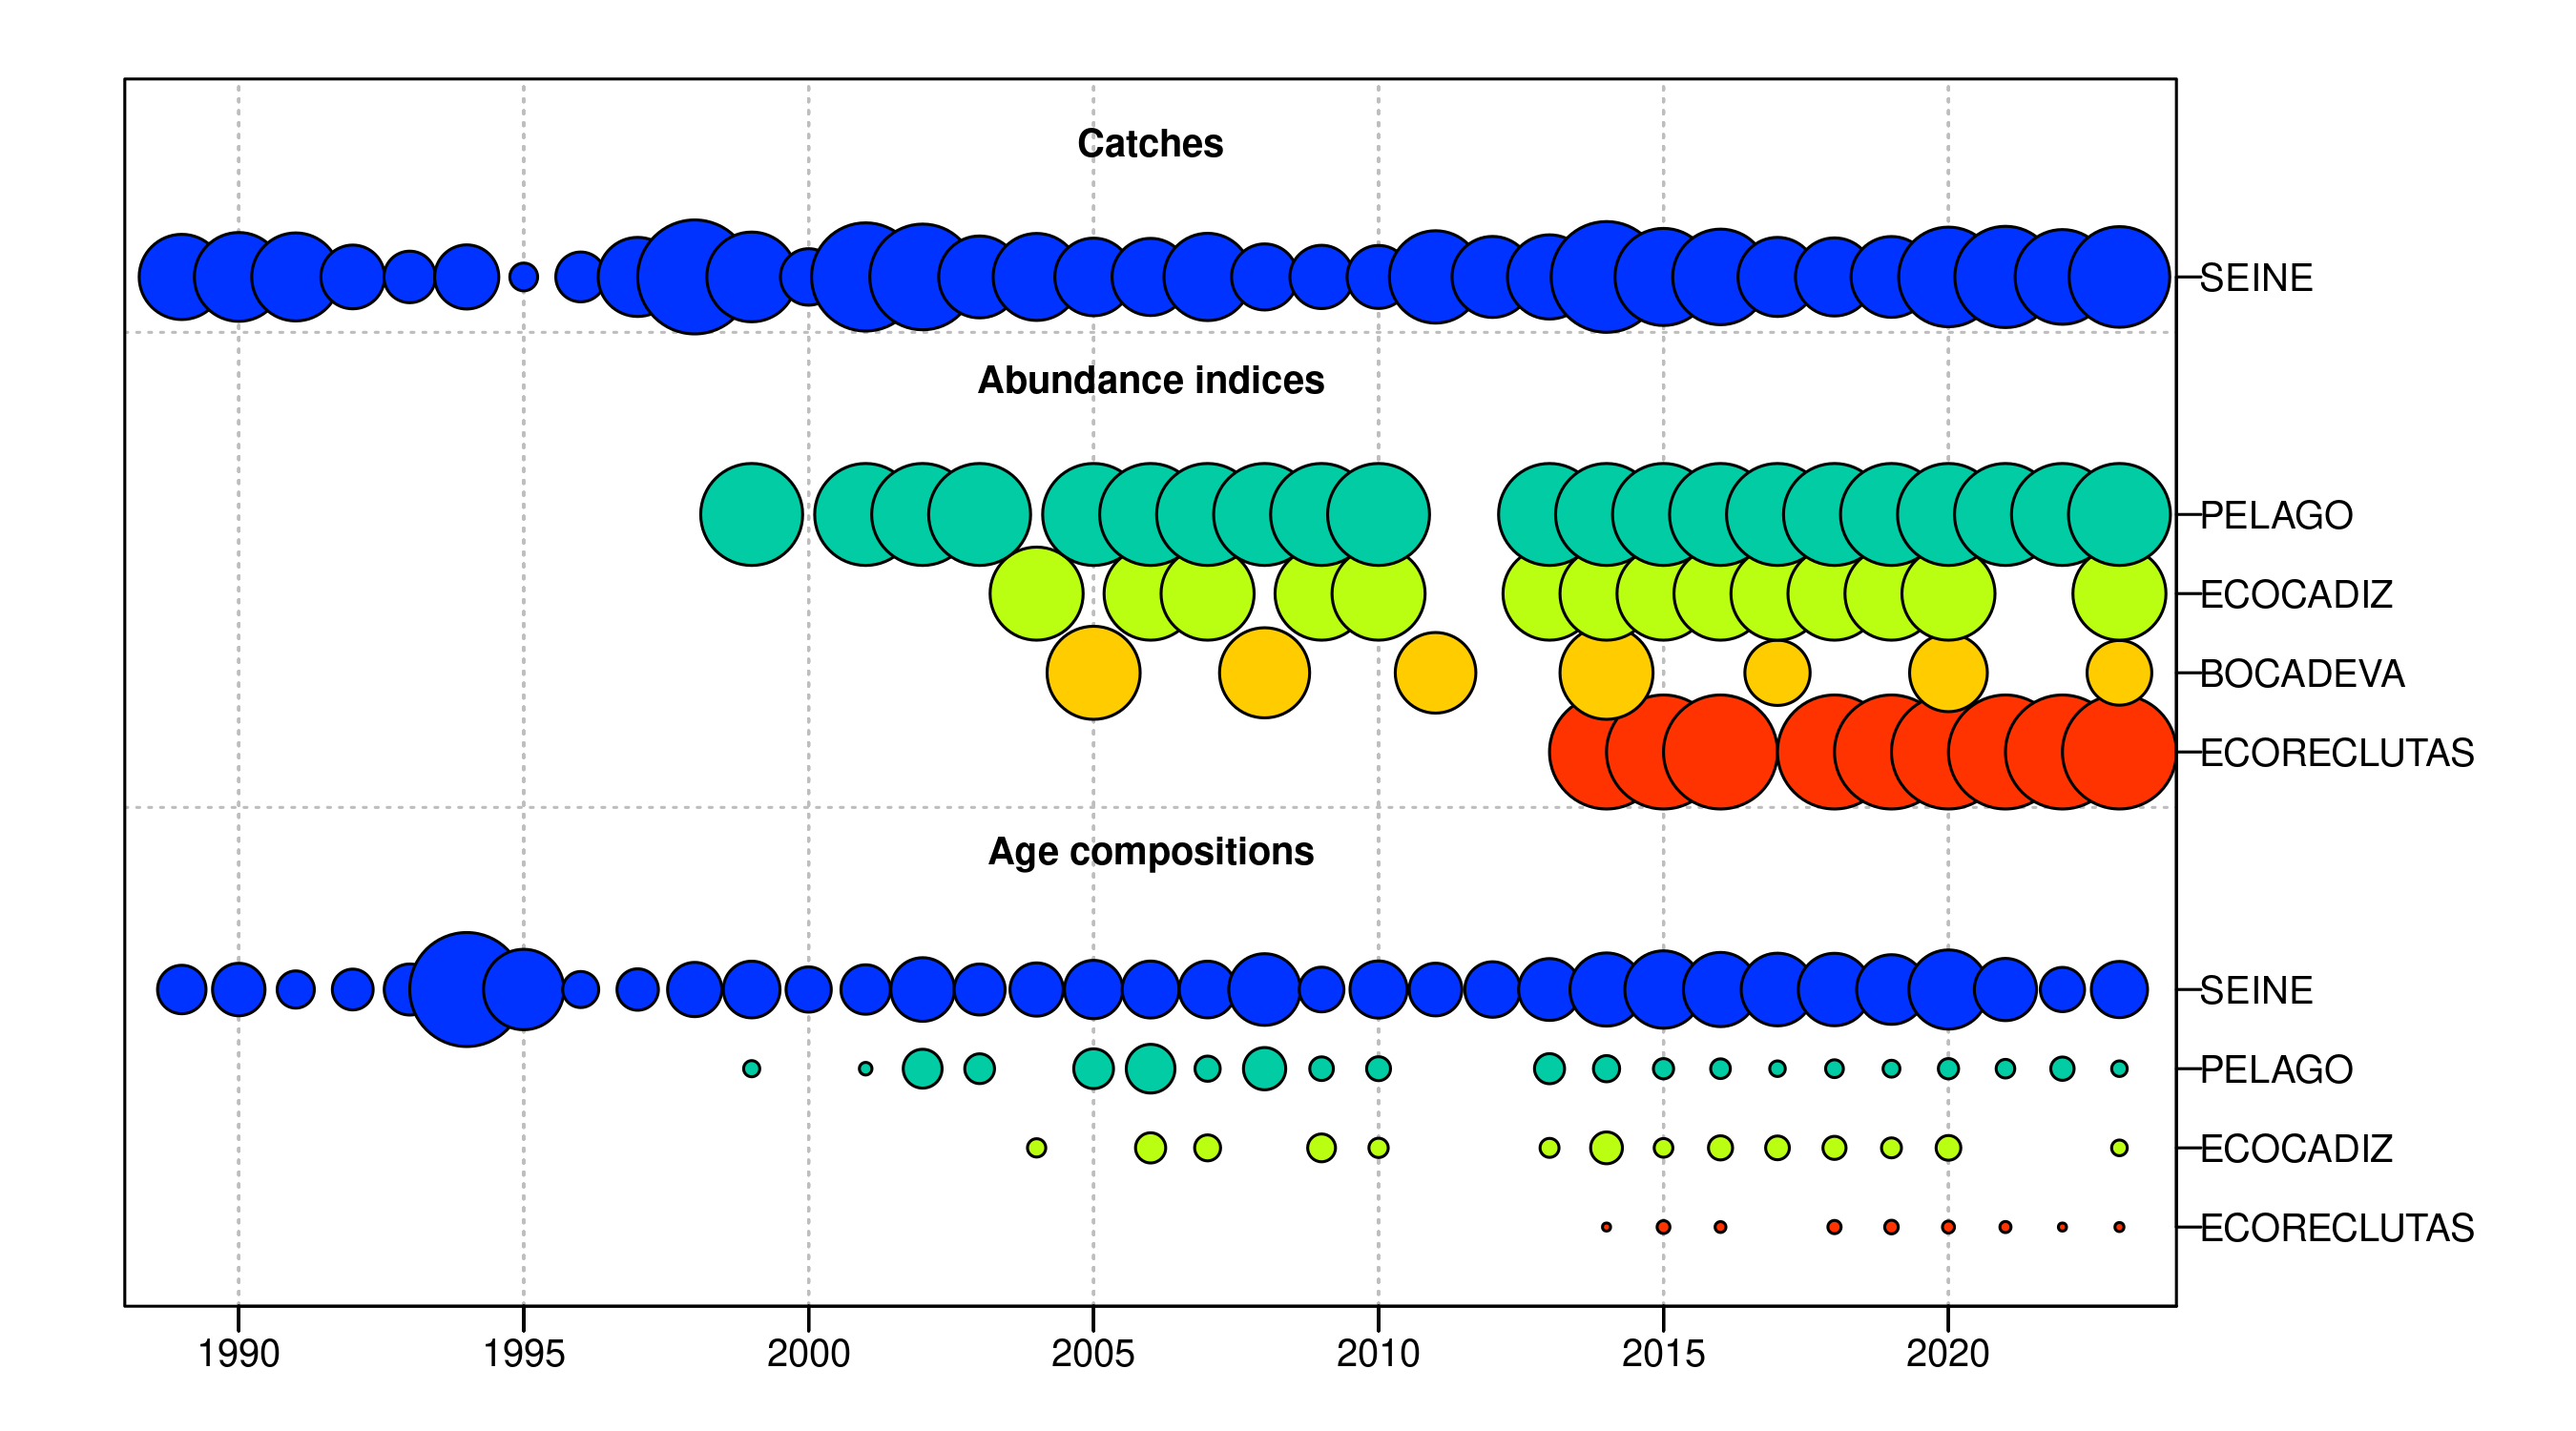 Catches
SEINE
Abundance indices
PELAGO
ECOCADIZ
BOCADEVA
ECORECLUTAS
Age compositions
SEINE
PELAGO
ECOCADIZ
ECORECLUTAS
1990 1995 2000 2005 2010 2015 2020